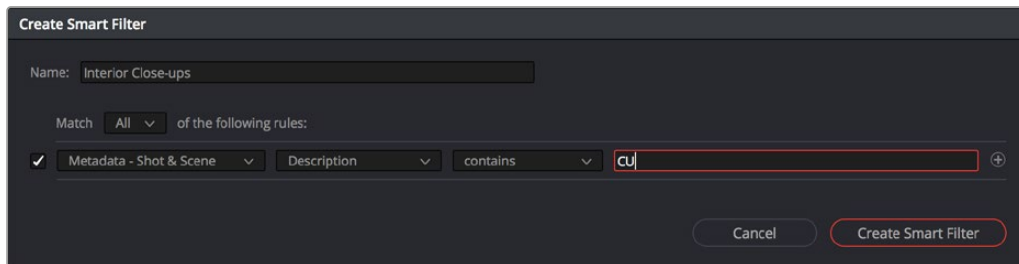 Create Smart Filter
Name: Interior Close-ups
Match All of the following rules:
Metadata - Shot & Scene Description contains CU
Cancel Create Smart Filter